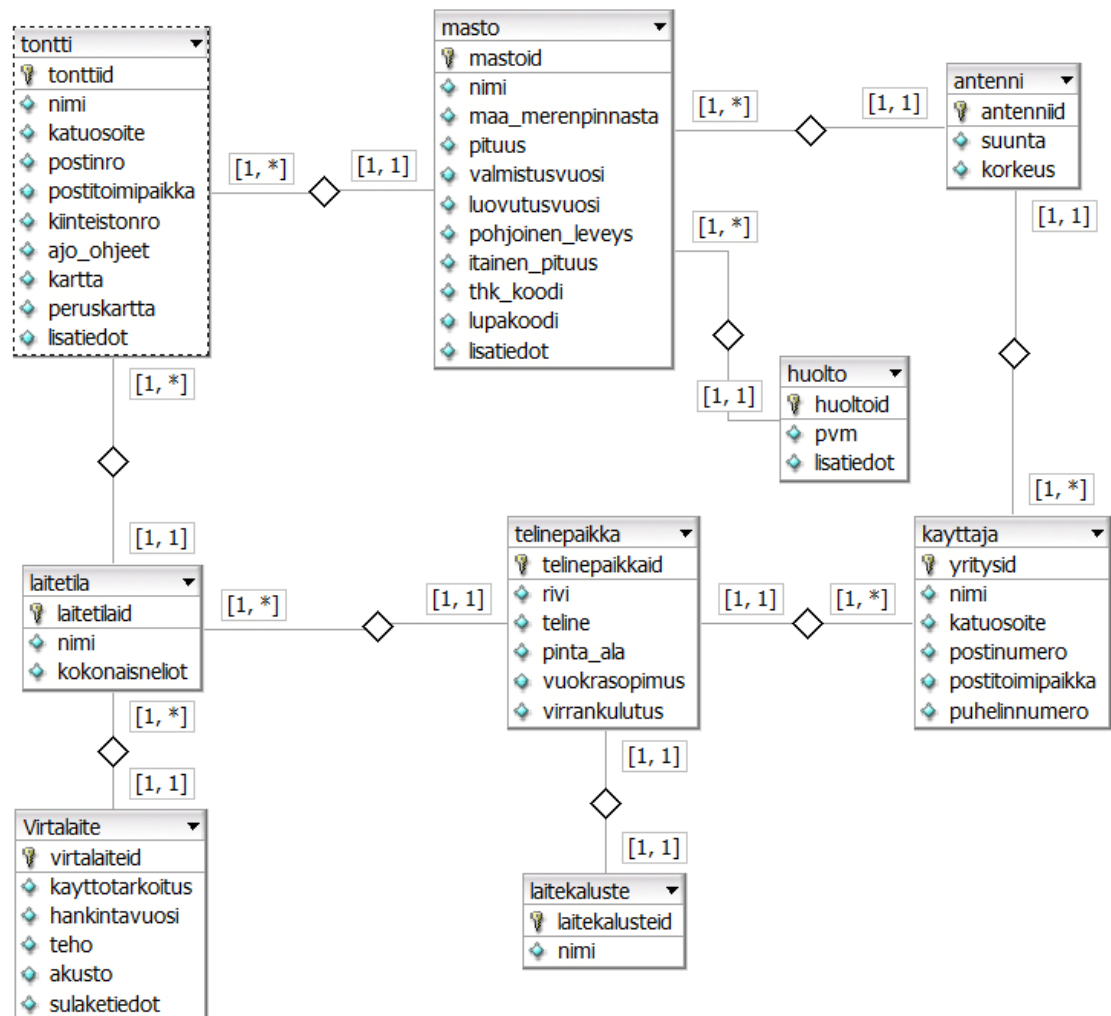 tontti
tonttiid
nimi
katuosoite
postinro
postitoimipaikka
kiinteistonro
ajo_ohjeet
kartta
peruskartta
lisatiedot
[1, *]
[1, 1]
masto
mastoid
nimi
maa_merenpinnasta
pituus
valmistusvuosi
luovutusvuosi
pohjoinen_leveys
itainen_pituus
thk_koodi
lupakoodi
lisatiedot
[1, *]
[1, 1]
antenni
antenniid
suunta
korkeus
[1, *]
[1, 1]
huolto
huoltoid
pvm
lisatiedot
[1, 1]
[1, *]
[1, *]
[1, 1]
laitetila
laitetilaid
nimi
kokonaisneliot
[1, *]
[1, 1]
telinepaikka
telinepaikkaid
rivi
teline
pinta_ala
vuokrasopimus
virrankulutus
[1, 1]
[1, *]
kayttaja
yritysid
nimi
katuosoite
postinumero
postitoimipaikka
puhelinnumero
[1, *]
[1, 1]
Virtalaite
virtalaiteid
kayttotarkoitus
hankintavuosi
teho
akusto
sulaketiedot
[1, 1]
[1, 1]
laitekaluste
laitekalusteid
nimi